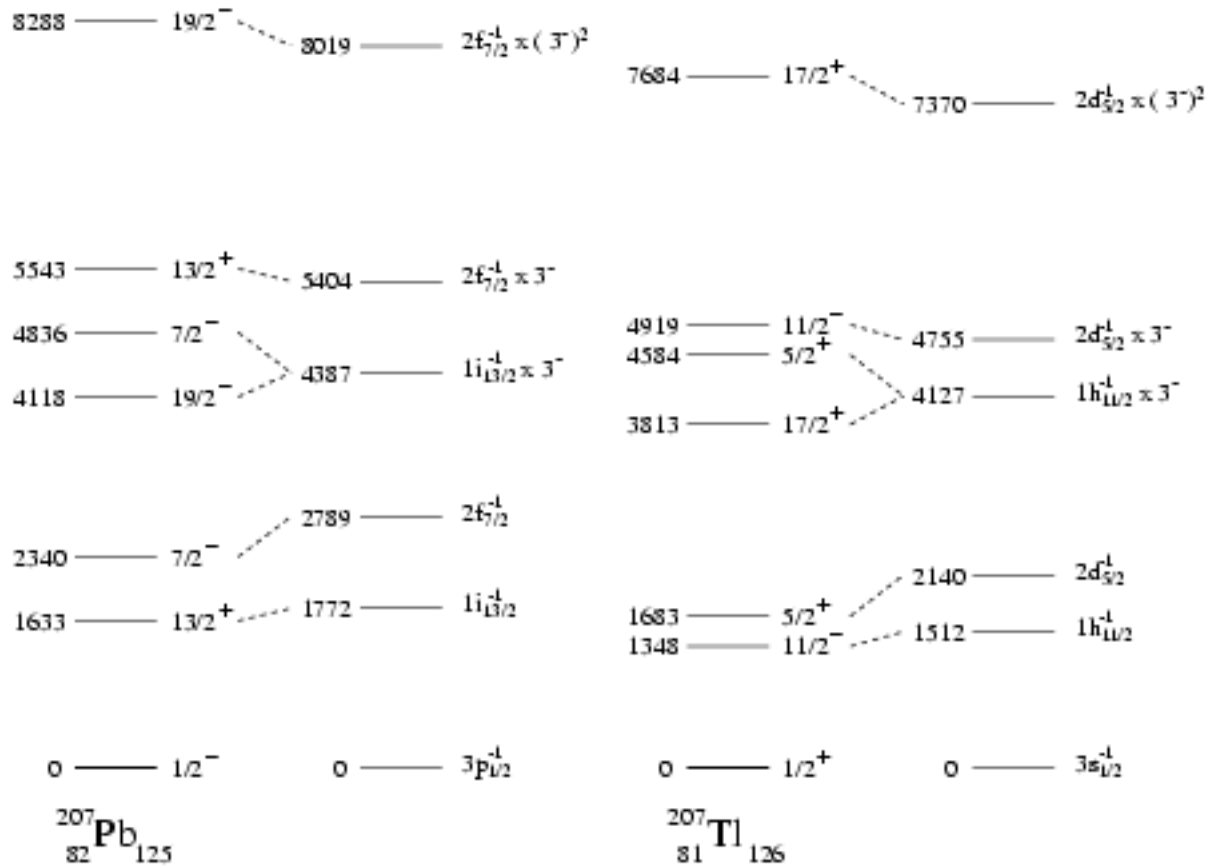 8288 19/2⁻ 8019 2f⁻¹₇/₂ x ( 3⁻)²
7684 17/2⁺ 7370 2d⁻¹₅/₂ x ( 3⁻)²
5543 13/2⁺ 5404 2f⁻¹₇/₂ x 3⁻
4836 7/2⁻
4387 1i⁻¹₁₃/₂ x 3⁻
4118 19/2⁻
4919 11/2⁻ 4755 2d⁻¹₅/₂ x 3⁻
4584 5/2⁺
4127 1h⁻¹₁₁/₂ x 3⁻
3813 17/2⁺
2789 2f⁻¹₇/₂
2340 7/2⁻
1772 1i⁻¹₁₃/₂
1633 13/2⁺
2140 2d⁻¹₅/₂
1683 5/2⁺
1512 1h⁻¹₁₁/₂
1348 11/2⁻
0 1/2⁻ 0 3p⁻¹₁/₂
0 1/2⁺ 0 3s⁻¹₁/₂
²⁰⁷₈₂Pb₁₂₅
²⁰⁷₈₁Tl₁₂₆